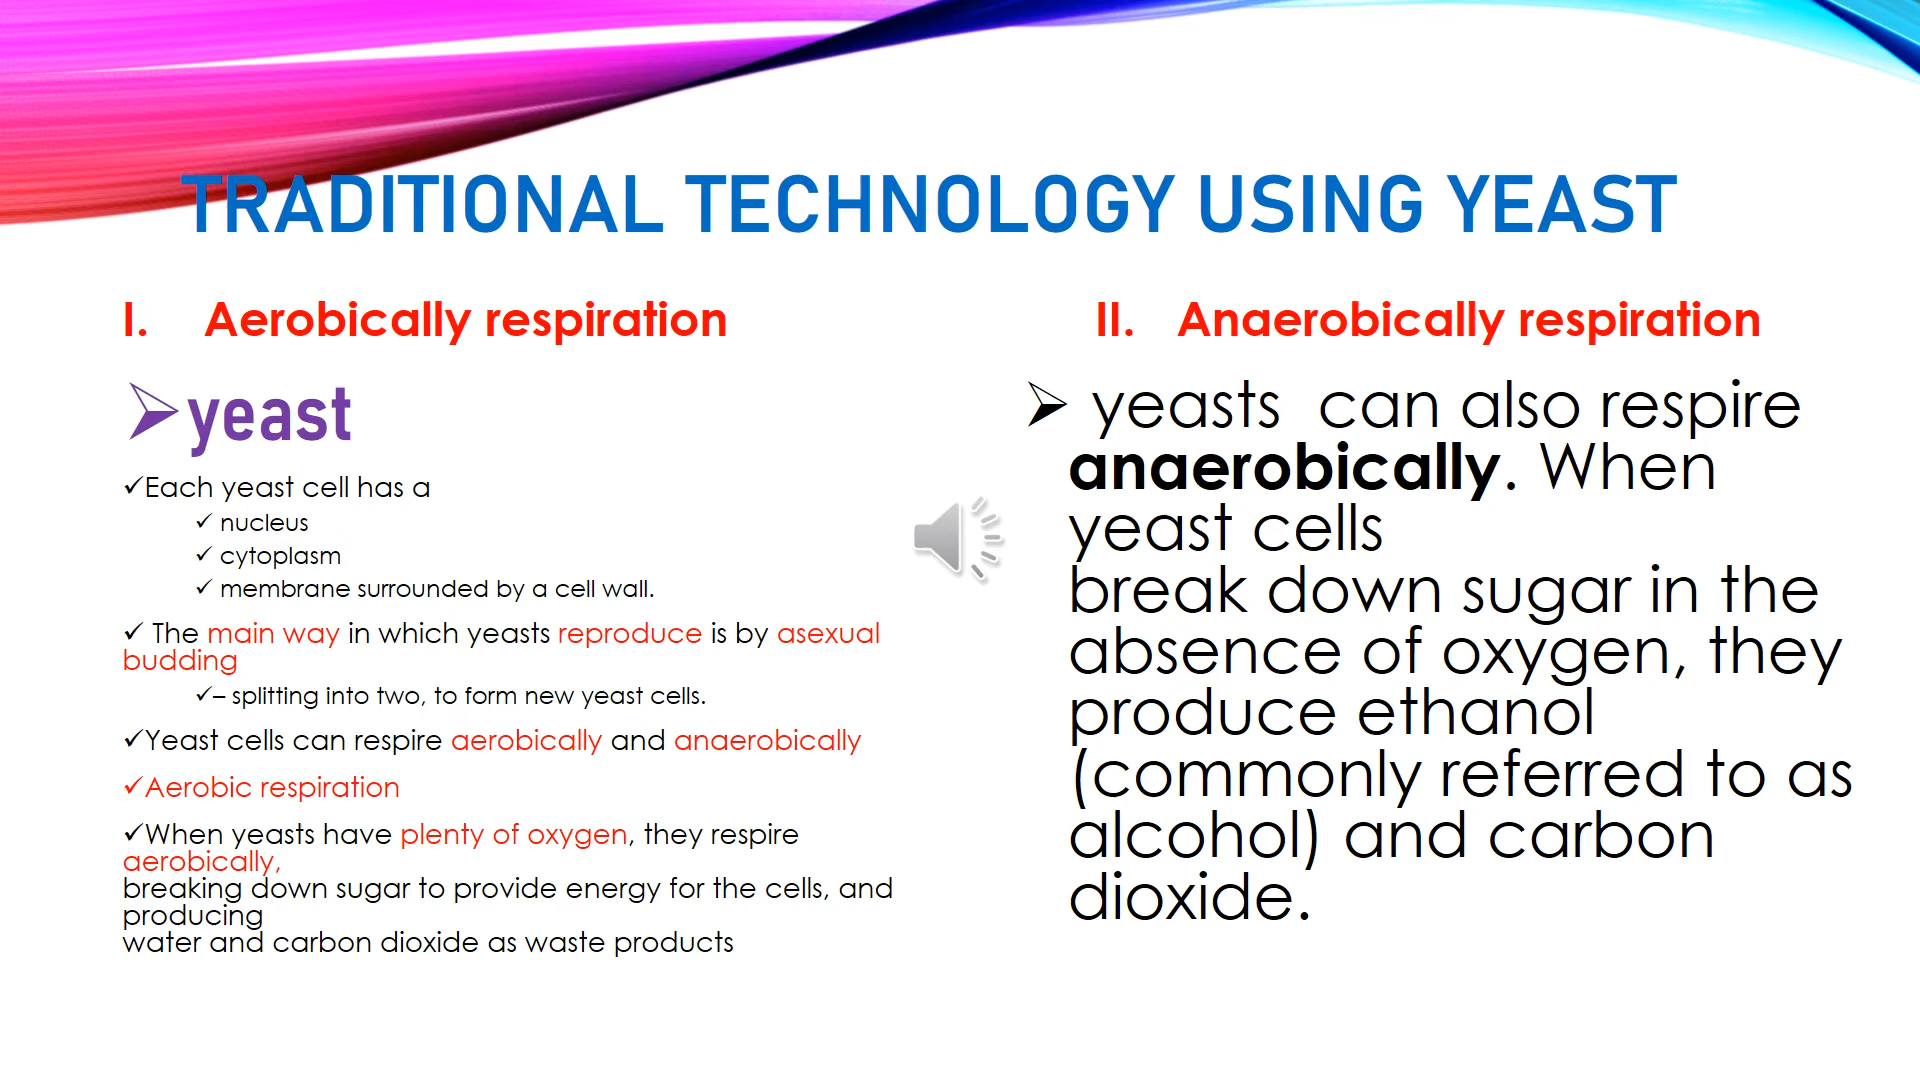 TRADITIONAL TECHNOLOGY USING YEAST
I. Aerobically respiration
yeast
Each yeast cell has a
nucleus
cytoplasm
membrane surrounded by a cell wall.
The main way in which yeasts reproduce is by asexual
budding
– splitting into two, to form new yeast cells.
Yeast cells can respire aerobically and anaerobically
Aerobic respiration
When yeasts have plenty of oxygen, they respire
aerobically,
breaking down sugar to provide energy for the cells, and
producing
water and carbon dioxide as waste products
II. Anaerobically respiration
yeasts can also respire
anaerobically. When
yeast cells
break down sugar in the
absence of oxygen, they
produce ethanol
(commonly referred to as
alcohol) and carbon
dioxide.